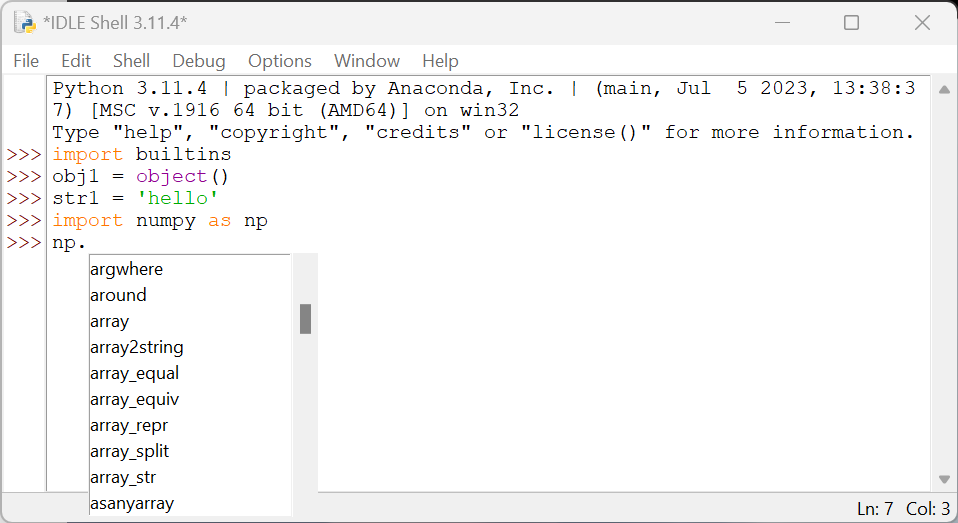 *IDLE Shell 3.11.4*
File Edit Shell Debug Options Window Help
Python 3.11.4 | packaged by Anaconda, Inc. | (main, Jul  5 2023, 13:38:3
7) [MSC v.1916 64 bit (AMD64)] on win32
Type "help", "copyright", "credits" or "license()" for more information.
>>> import builtins
>>> obj1 = object()
>>> str1 = 'hello'
>>> import numpy as np
>>> np.
argwhere
around
array
array2string
array_equal
array_equiv
array_repr
array_split
array_str
asanyarray
Ln: 7 Col: 3